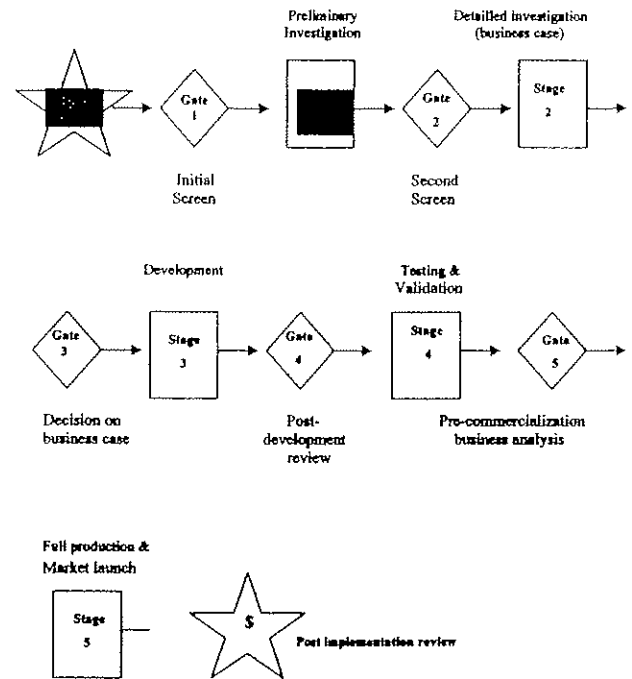 Preliminary
Investigation
Detailled investigation
(business case)
Gate
1
Gate
2
Stage
2
Initial
Screen
Second
Screen
Development
Testing &
Validation
Gate
3
Stage
3
Gate
4
Stage
4
Gate
5
Decision on
business case
Post-
development
review
Pre-commercialization
business analysis
Full production &
Market launch
Stage
5
$
Post implementation review